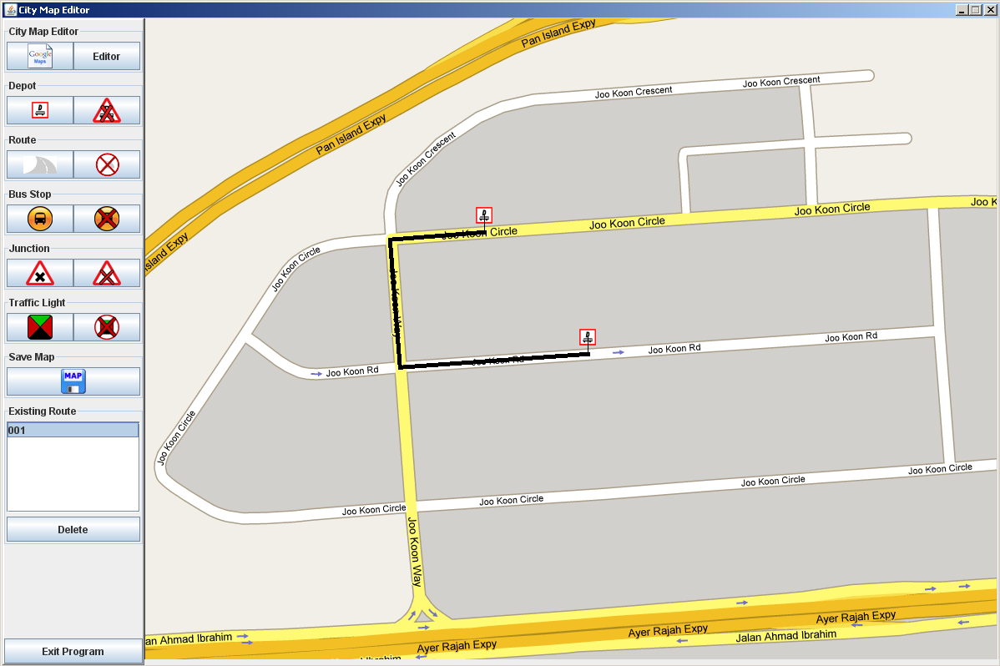 City Map Editor
City Map Editor
Google
Maps
Editor
Depot
D
Route
Bus Stop
Junction
Traffic Light
Save Map
MAP
Existing Route
001
Delete
Exit Program
Pan Island Expy
Pan Island Expy
Island Expy
Joo Koon Crescent
Joo Koon Crescent
Joo Koon Crescent
D
Joo Koon Circle
Joo Koon Circle
Joo Koon Circle
Joo K
Joo Koon Circle
Joo Koon Way
D
Joo Koon Rd
Joo Koon Rd
Joo Koon Rd
Joo Koon Rd
Joo Koon Circle
Joo Koon Circle
Joo Koon Circle
Joo Koon Circle
Joo Koon Circle
Joo Koon Way
an Ahmad Ibrahim
Ayer Rajah Expy
Ayer Rajah Expy
Ayer Rajah Expy
Jalan Ahmad Ibrahim
Ibrahim